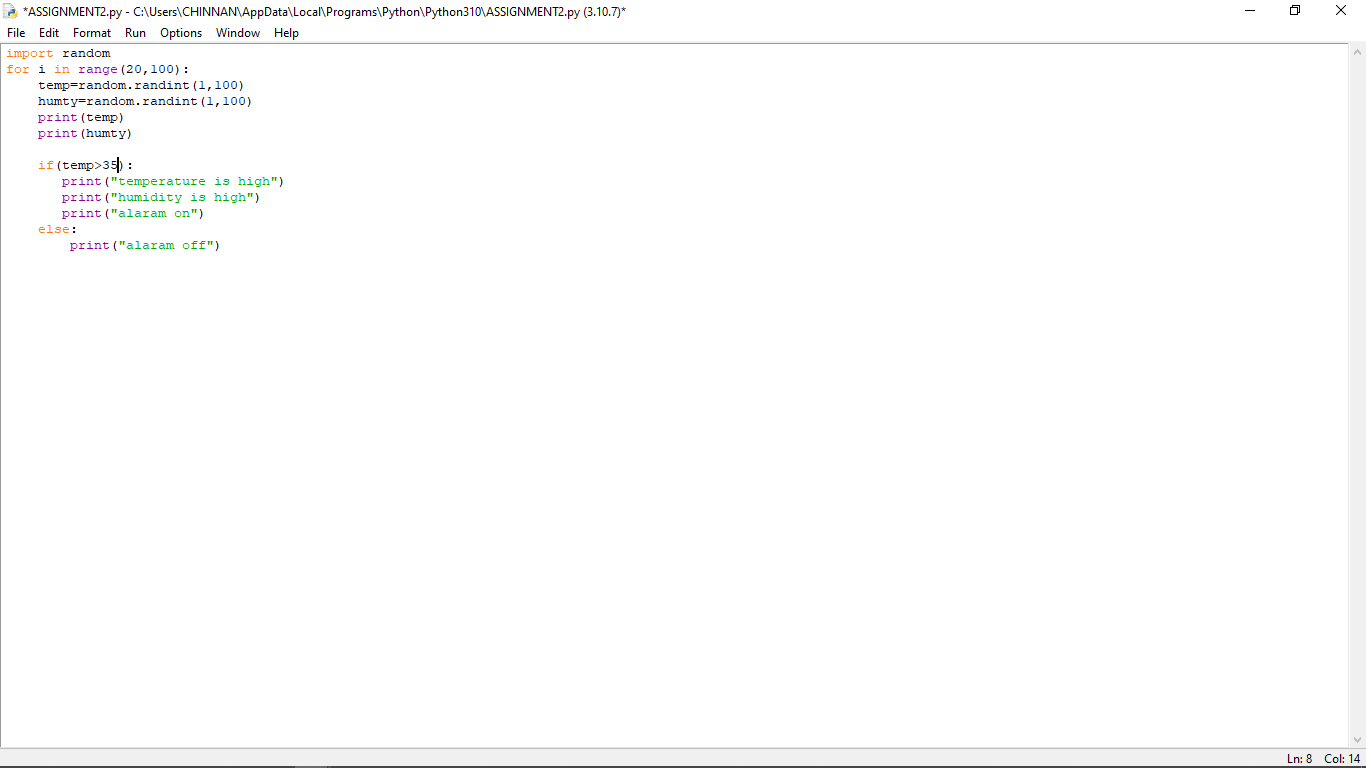 *ASSIGNMENT2.py - C:\Users\CHINNAN\AppData\Local\Programs\Python\Python310\ASSIGNMENT2.py (3.10.7)*
File Edit Format Run Options Window Help
import random
for i in range(20,100):
    temp=random.randint(1,100)
    humty=random.randint(1,100)
    print(temp)
    print(humty)

    if(temp>35):
       print("temperature is high")
       print("humidity is high")
       print("alaram on")
    else:
        print("alaram off")
Ln: 8 Col: 14